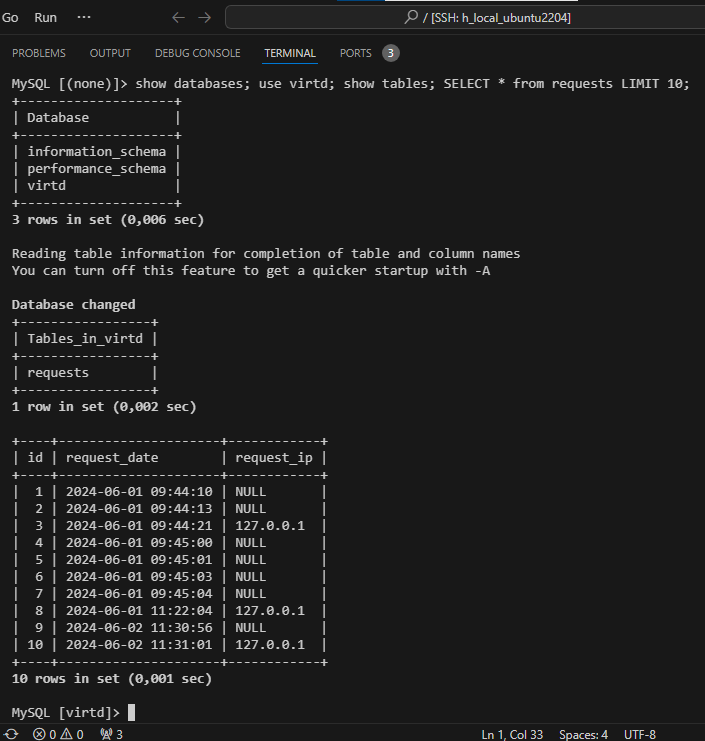 Go Run ··· ← → / [SSH: h_local_ubuntu2204]
PROBLEMS OUTPUT DEBUG CONSOLE TERMINAL PORTS 3
MySQL [(none)]> show databases; use virtd; show tables; SELECT * from requests LIMIT 10;
+--------------------+
| Database           |
+--------------------+
| information_schema |
| performance_schema |
| virtd              |
+--------------------+
3 rows in set (0,006 sec)
Reading table information for completion of table and column names
You can turn off this feature to get a quicker startup with -A
Database changed
+-----------------+
| Tables_in_virtd |
+-----------------+
| requests        |
+-----------------+
1 row in set (0,002 sec)
+----+---------------------+------------+
| id | request_date        | request_ip |
+----+---------------------+------------+
|  1 | 2024-06-01 09:44:10 | NULL       |
|  2 | 2024-06-01 09:44:13 | NULL       |
|  3 | 2024-06-01 09:44:21 | 127.0.0.1  |
|  4 | 2024-06-01 09:45:00 | NULL       |
|  5 | 2024-06-01 09:45:01 | NULL       |
|  6 | 2024-06-01 09:45:03 | NULL       |
|  7 | 2024-06-01 09:45:04 | NULL       |
|  8 | 2024-06-01 11:22:04 | 127.0.0.1  |
|  9 | 2024-06-02 11:30:56 | NULL       |
| 10 | 2024-06-02 11:31:01 | 127.0.0.1  |
+----+---------------------+------------+
10 rows in set (0,001 sec)
MySQL [virtd]>
0 0 3 Ln 1, Col 33 Spaces: 4 UTF-8